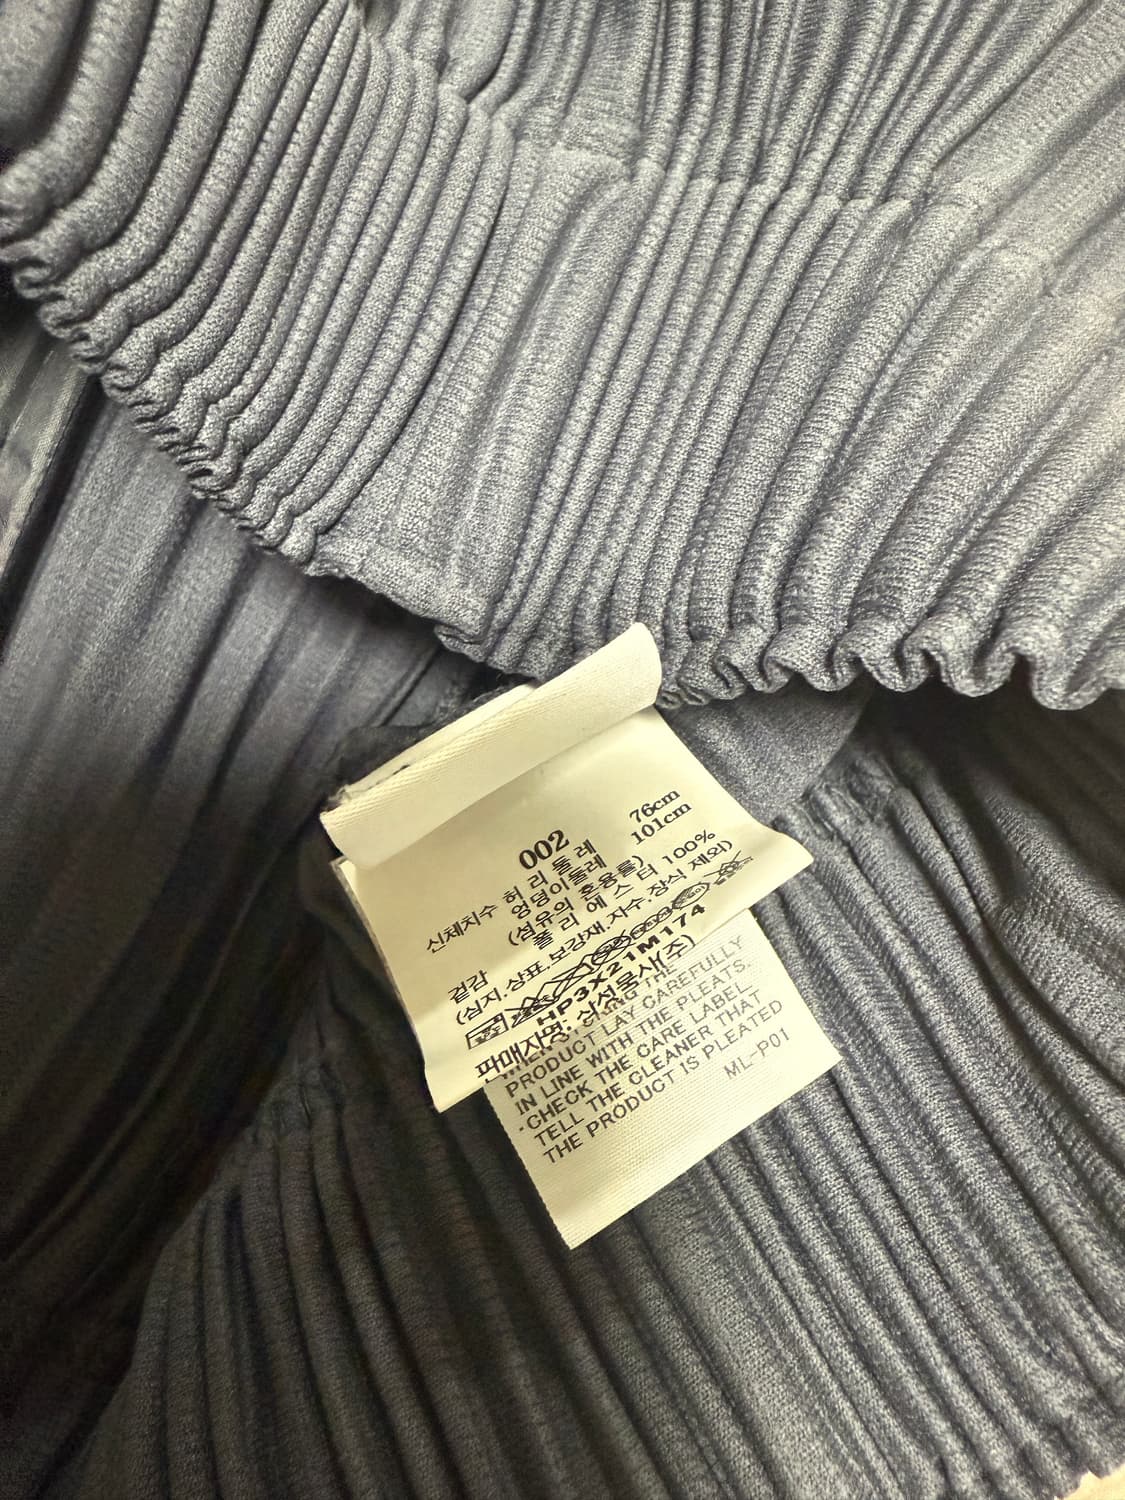 002
신체치수 허 리 둘 레 76cm
엉덩이둘레 101cm
(섬유의 혼용률)
겉감 폴 리 에 스 터 100%
(심지.상표.보강재.자수.장식 제외)
HP3X21M174
판매자명: 삼성물산(주)
THE
PRODUCT LAY CAREFULLY
IN LINE WITH THE PLEATS.
·CHECK THE CARE LABEL
TELL THE CLEANER THAT
THE PRODUCT IS PLEATED
ML-P01